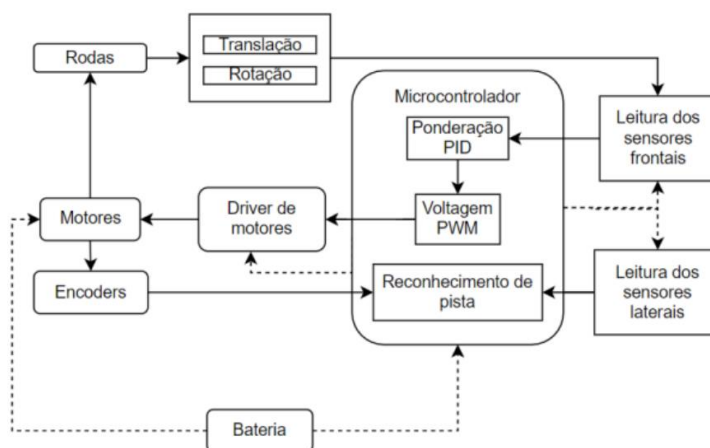 Translação
Rodas
Rotação
Microcontrolador
Ponderação
PID
Leitura dos
sensores
frontais
Motores
Driver de
motores
Voltagem
PWM
Encoders
Reconhecimento de
pista
Leitura dos
sensores
laterais
Bateria